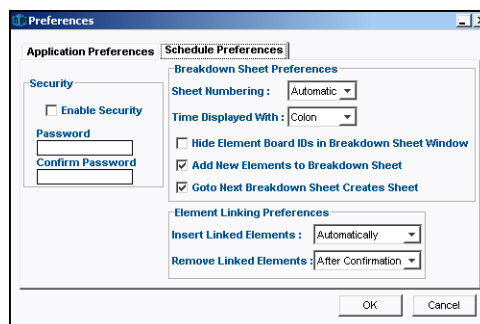 Preferences
Application Preferences
Schedule Preferences
Security
Enable Security
Password
Confirm Password
Breakdown Sheet Preferences
Sheet Numbering :
Automatic
Time Displayed With :
Colon
Hide Element Board IDs in Breakdown Sheet Window
Add New Elements to Breakdown Sheet
Goto Next Breakdown Sheet Creates Sheet
Element Linking Preferences
Insert Linked Elements :
Automatically
Remove Linked Elements :
After Confirmation
OK
Cancel